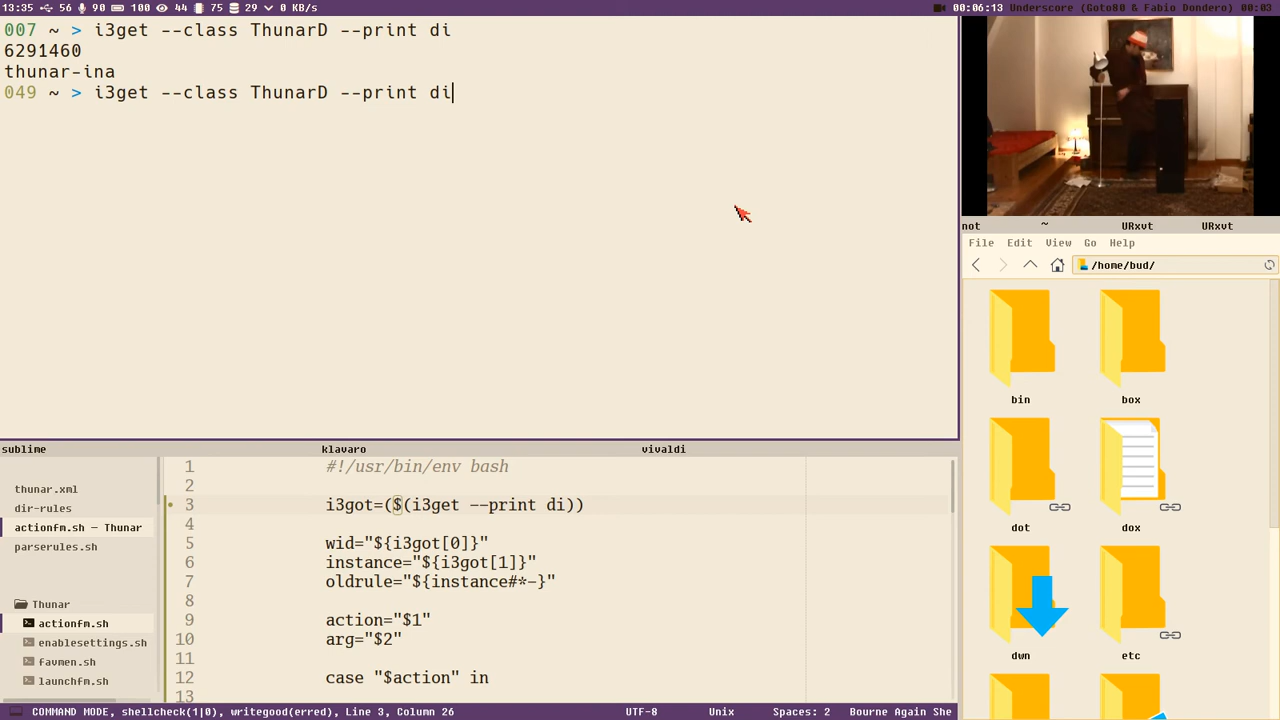 13:35 56 90 100 44 75 29 0 KB/s
00:06:13 Underscore (Goto80 & Fabio Dondero) 00:03
007 ~ > i3get --class ThunarD --print di
6291460
thunar-ina
049 ~ > i3get --class ThunarD --print di
not ~ URxvt URxvt
File Edit View Go Help
/home/bud/
bin box
dot dox
dwn etc
sublime klavaro vivaldi
thunar.xml
dir-rules
actionfm.sh — Thunar
parserules.sh
Thunar
actionfm.sh
enablesettings.sh
favmen.sh
launchfm.sh
1 #!/usr/bin/env bash
2
3 i3got=($(i3get --print di))
4
5 wid="${i3got[0]}"
6 instance="${i3got[1]}"
7 oldrule="${instance#*-}"
8
9 action="$1"
10 arg="$2"
11
12 case "$action" in
13
COMMAND MODE, shellcheck(1|0), writegood(erred), Line 3, Column 26 UTF-8 Unix Spaces: 2 Bourne Again She